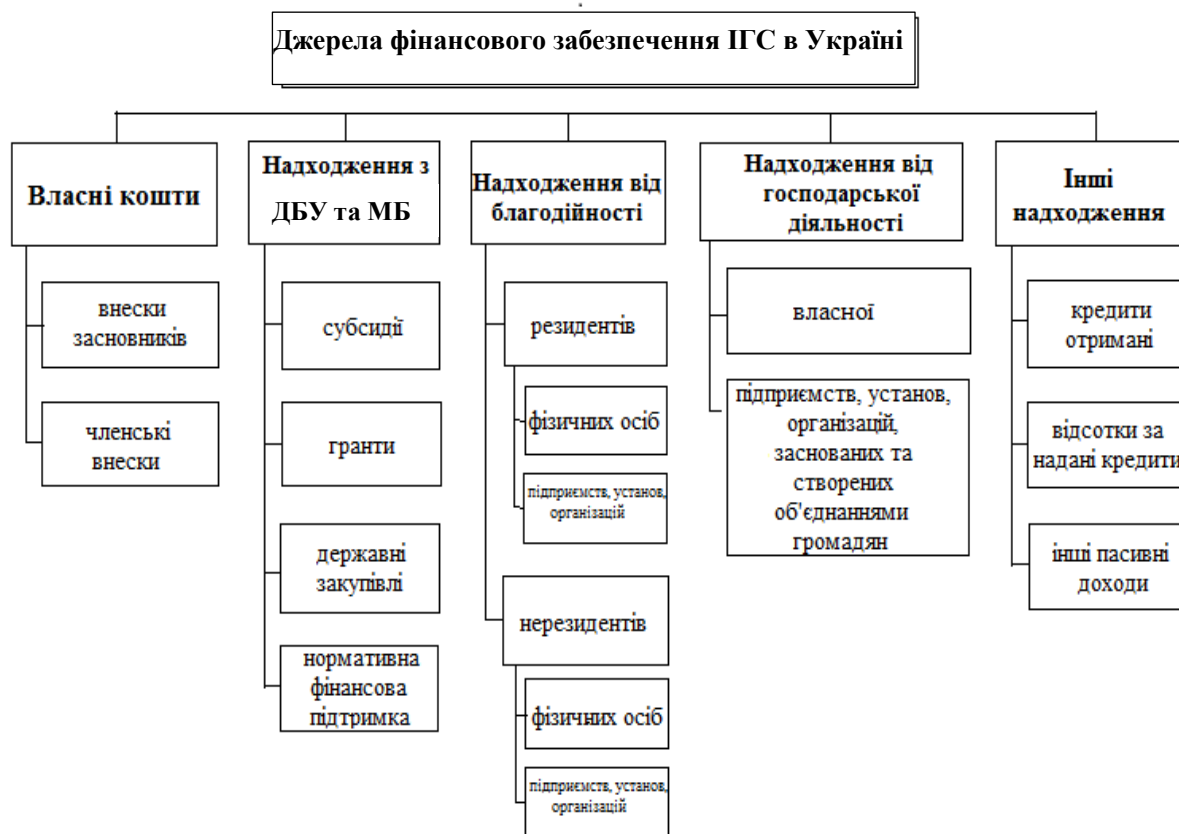 Джерела фінансового забезпечення ІГС в Україні
Власні кошти
внески
засновників
членські
внески
Надходження з
ДБУ та МБ
субсидії
гранти
державні
закупівлі
нормативна
фінансова
підтримка
Надходження від
благодійності
резидентів
фізичних осіб
підприємств, установ,
організацій
нерезидентів
фізичних осіб
підприємств, установ,
організацій
Надходження від
господарської
діяльності
власної
підприємств, установ,
організацій,
заснованих та
створених
об'єднаннями
громадян
Інші
надходження
кредити
отримані
відсотки за
надані кредити
інші пасивні
доходи